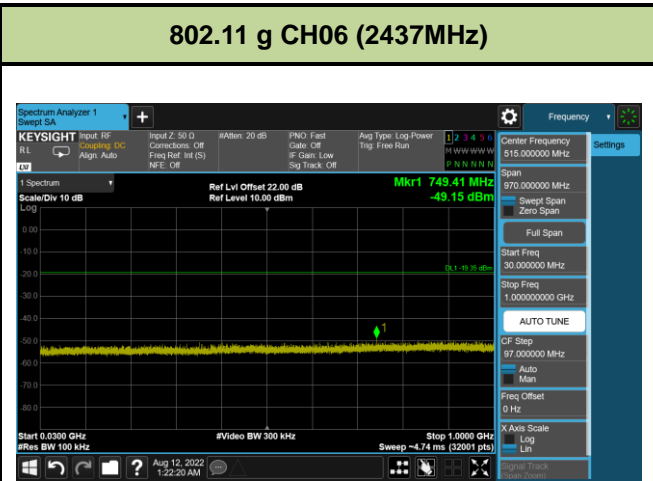 802.11 g CH06 (2437MHz)
Spectrum Analyzer 1
Swept SA
+
Frequency
KEYSIGHT
RL
LXI
Input: RF
Coupling: DC
Align: Auto
Input Z: 50 Ω
Corrections: Off
Freq Ref: Int (S)
NFE: Off
#Atten: 20 dB
PNO: Fast
Gate: Off
IF Gain: Low
Sig Track: Off
Avg Type: Log-Power
Trig: Free Run
1 2 3 4 5 6
M W W W W W
P N N N N N
1 Spectrum
Scale/Div 10 dB
Log
Ref Lvl Offset 22.00 dB
Ref Level 10.00 dBm
Mkr1 749.41 MHz
-49.15 dBm
0.00
-10.0
-20.0
-30.0
-40.0
-50.0
-60.0
-70.0
-80.0
DL1 -19.35 dBm
1
Start 0.0300 GHz
#Res BW 100 kHz
#Video BW 300 kHz
Stop 1.0000 GHz
Sweep ~4.74 ms (32001 pts)
Center Frequency
515.000000 MHz
Settings
Span
970.000000 MHz
Swept Span
Zero Span
Full Span
Start Freq
30.000000 MHz
Stop Freq
1.000000000 GHz
AUTO TUNE
CF Step
97.000000 MHz
Auto
Man
Freq Offset
0 Hz
X Axis Scale
Log
Lin
Signal Track
(Span Zoom)
?
Aug 12, 2022
1:22:20 AM